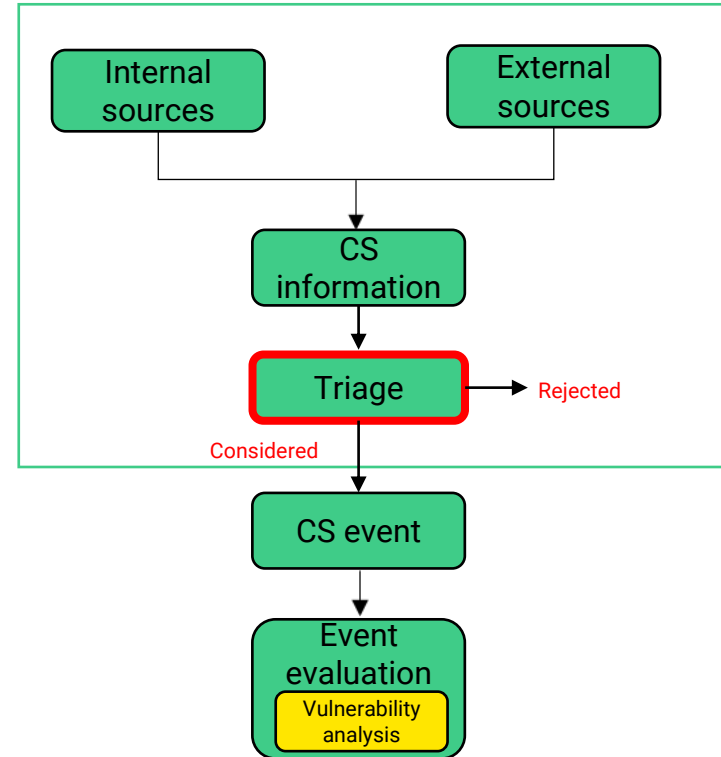 Internal
sources
External
sources
CS
information
Triage
Rejected
Considered
CS event
Event
evaluation
Vulnerability
analysis